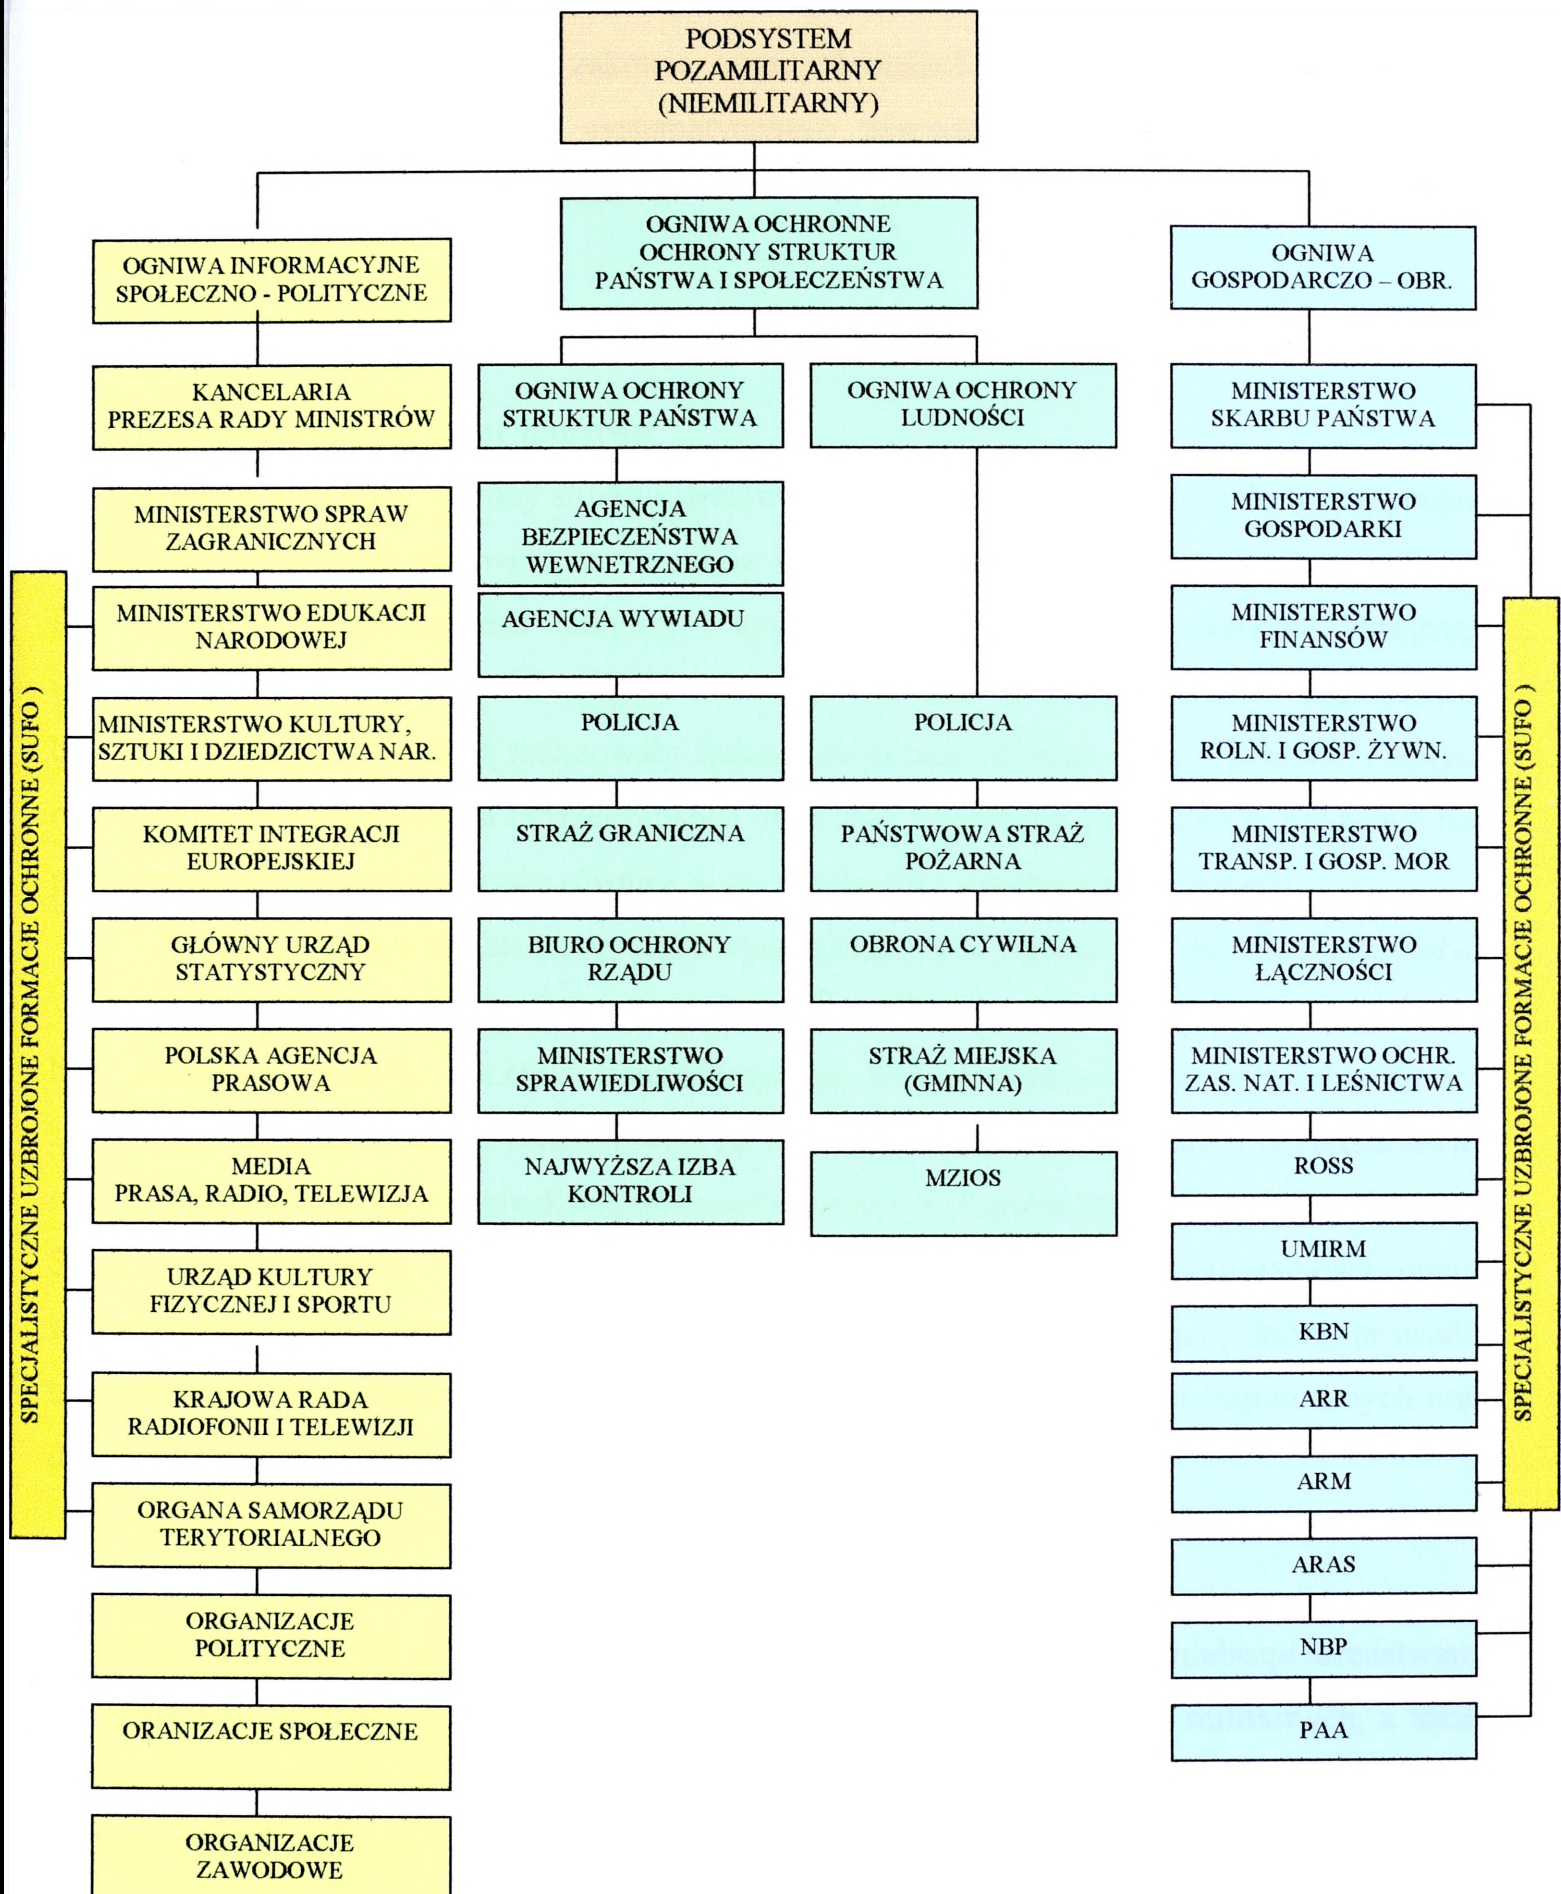 PODSYSTEM
POZAMILITARNY
(NIEMILITARNY)
OGNIWA INFORMACYJNE
SPOŁECZNO - POLITYCZNE
OGNIWA OCHRONNE
OCHRONY STRUKTUR
PAŃSTWA I SPOŁECZEŃSTWA
OGNIWA
GOSPODARCZO – OBR.
SPECJALISTYCZNE UZBROJONE FORMACJE OCHRONNE (SUFO )
KANCELARIA
PREZESA RADY MINISTRÓW
MINISTERSTWO SPRAW
ZAGRANICZNYCH
MINISTERSTWO EDUKACJI
NARODOWEJ
MINISTERSTWO KULTURY,
SZTUKI I DZIEDZICTWA NAR.
KOMITET INTEGRACJI
EUROPEJSKIEJ
GŁÓWNY URZĄD
STATYSTYCZNY
POLSKA AGENCJA
PRASOWA
MEDIA
PRASA, RADIO, TELEWIZJA
URZĄD KULTURY
FIZYCZNEJ I SPORTU
KRAJOWA RADA
RADIOFONII I TELEWIZJI
ORGANA SAMORZĄDU
TERYTORIALNEGO
ORGANIZACJE
POLITYCZNE
ORANIZACJE SPOŁECZNE
ORGANIZACJE
ZAWODOWE
OGNIWA OCHRONY
STRUKTUR PAŃSTWA
AGENCJA
BEZPIECZEŃSTWA
WEWNETRZNEGO
AGENCJA WYWIADU
POLICJA
STRAŻ GRANICZNA
BIURO OCHRONY
RZĄDU
MINISTERSTWO
SPRAWIEDLIWOŚCI
NAJWYŻSZA IZBA
KONTROLI
OGNIWA OCHRONY
LUDNOŚCI
POLICJA
PAŃSTWOWA STRAŻ
POŻARNA
OBRONA CYWILNA
STRAŻ MIEJSKA
(GMINNA)
MZIOS
MINISTERSTWO
SKARBU PAŃSTWA
MINISTERSTWO
GOSPODARKI
MINISTERSTWO
FINANSÓW
MINISTERSTWO
ROLN. I GOSP. ŻYWN.
MINISTERSTWO
TRANSP. I GOSP. MOR
MINISTERSTWO
ŁĄCZNOŚCI
MINISTERSTWO OCHR.
ZAS. NAT. I LEŚNICTWA
ROSS
UMIRM
KBN
ARR
ARM
ARAS
NBP
PAA
SPECJALISTYCZNE UZBROJONE FORMACJE OCHRONNE (SUFO )